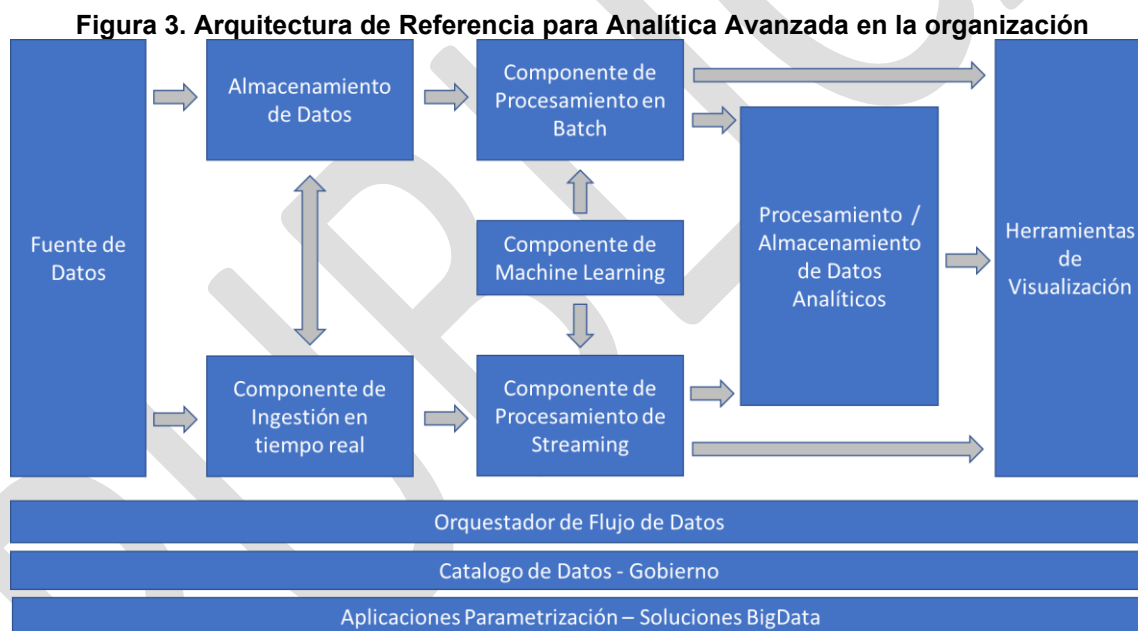 Figura 3. Arquitectura de Referencia para Analítica Avanzada en la organización
Fuente de
Datos
Almacenamiento
de Datos
Componente de
Procesamiento en
Batch
Componente de
Machine Learning
Componente de
Ingestión en
tiempo real
Componente de
Procesamiento de
Streaming
Procesamiento /
Almacenamiento
de Datos
Analíticos
Herramientas
de
Visualización
Orquestador de Flujo de Datos
Catalogo de Datos - Gobierno
Aplicaciones Parametrización – Soluciones BigData